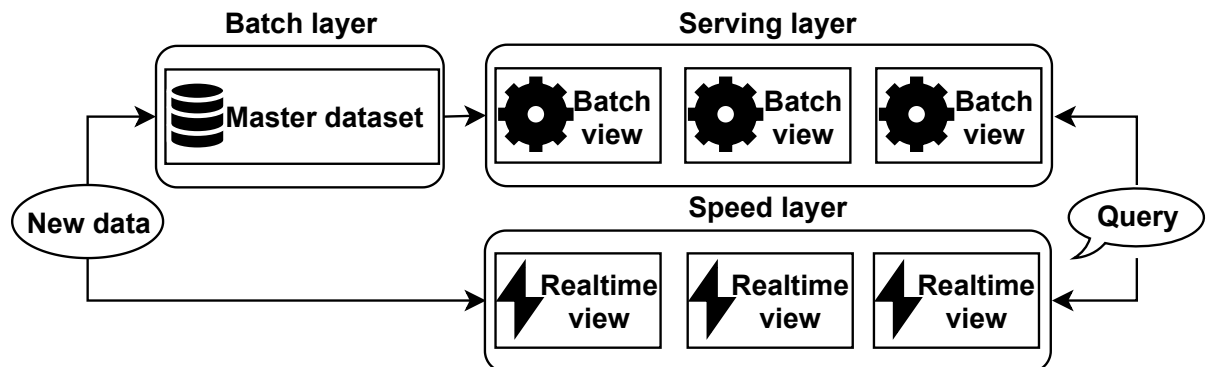 Batch layer
Serving layer
Master dataset
Batch
view
Batch
view
Batch
view
New data
Speed layer
Query
Realtime
view
Realtime
view
Realtime
view